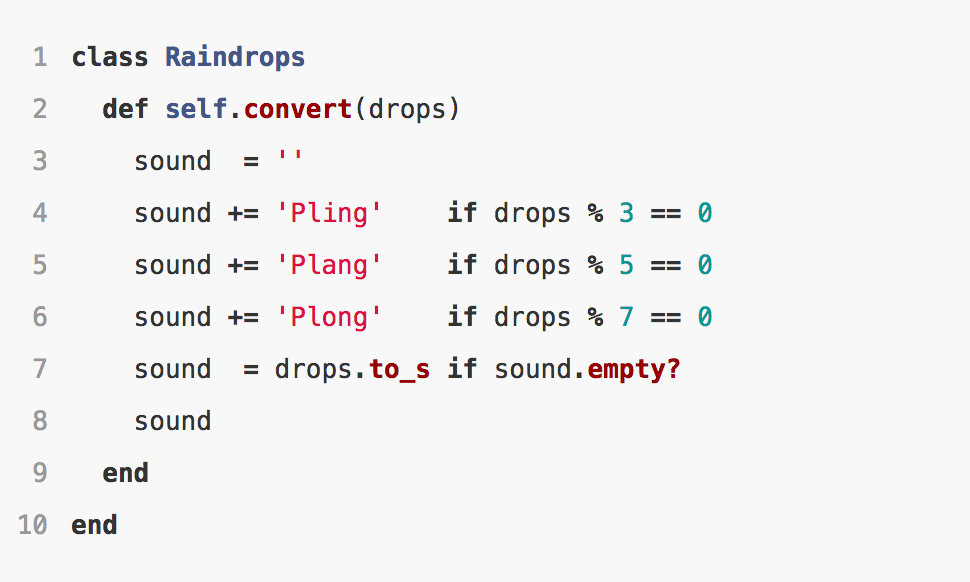 1 class Raindrops
2   def self.convert(drops)
3     sound  = ''
4     sound += 'Pling'    if drops % 3 == 0
5     sound += 'Plang'    if drops % 5 == 0
6     sound += 'Plong'    if drops % 7 == 0
7     sound  = drops.to_s if sound.empty?
8     sound
9   end
10 end